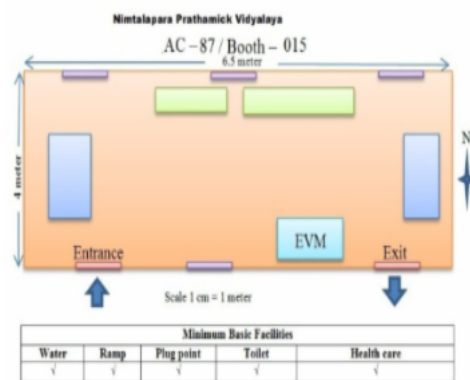 Nimtalapara Prathamick Vidyalaya
AC – 87 / Booth – 015
6.5 meter
4 meter
N
EVM
Entrance
Exit
Scale 1 cm = 1 meter
Minimum Basic Facilities
Water Ramp Plug point Toilet Health care
√ √ √ √ √